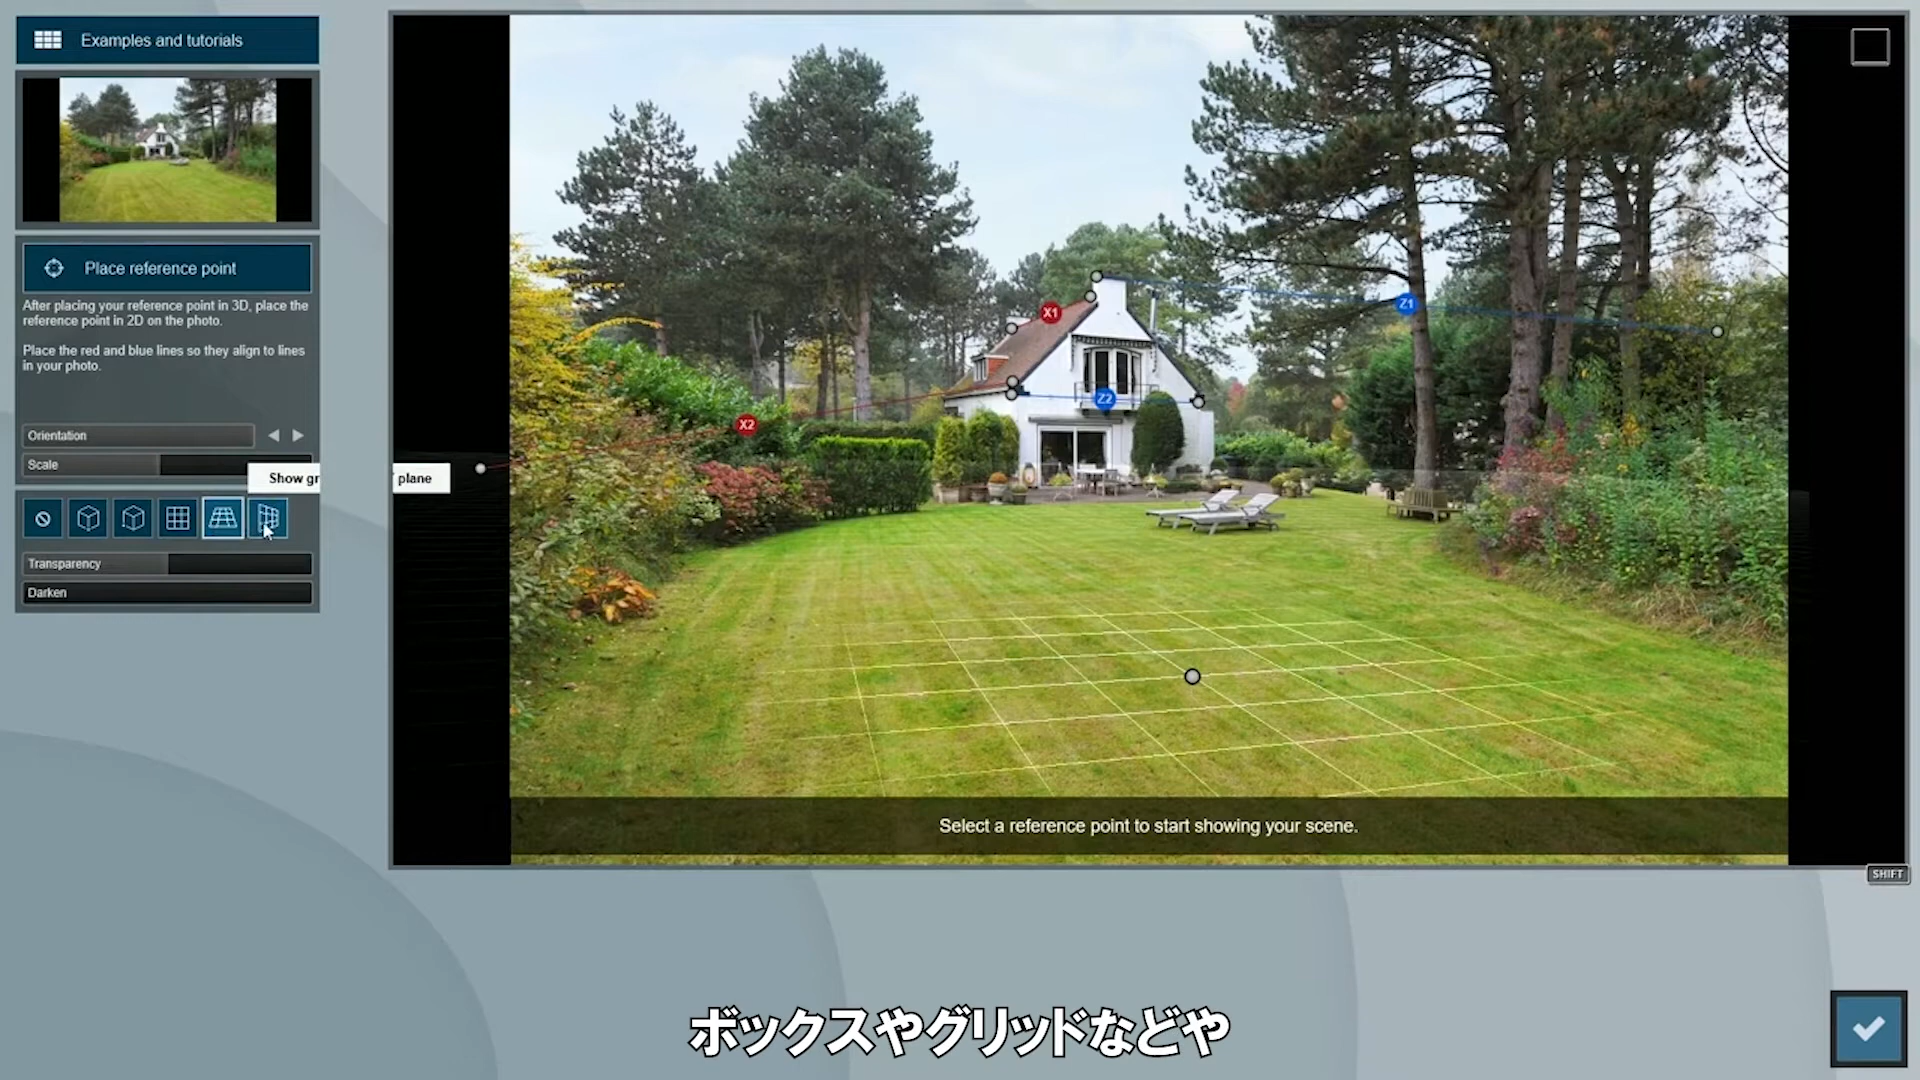 Examples and tutorials
Place reference point
After placing your reference point in 3D, place the
reference point in 2D on the photo.
Place the red and blue lines so they align to lines
in your photo.
Orientation
Scale
Show gr
plane
Transparency
Darken
X1
Z1
Z2
X2
Select a reference point to start showing your scene.
SHIFT
ボックスやグリッドなどや